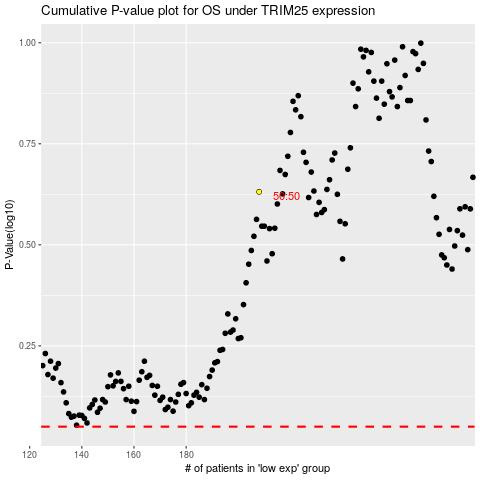 Cumulative P-value plot for OS under TRIM25 expression
1.00
0.75
0.50
0.25
P-Value(log10)
50:50
120 140 160 180
# of patients in 'low exp' group